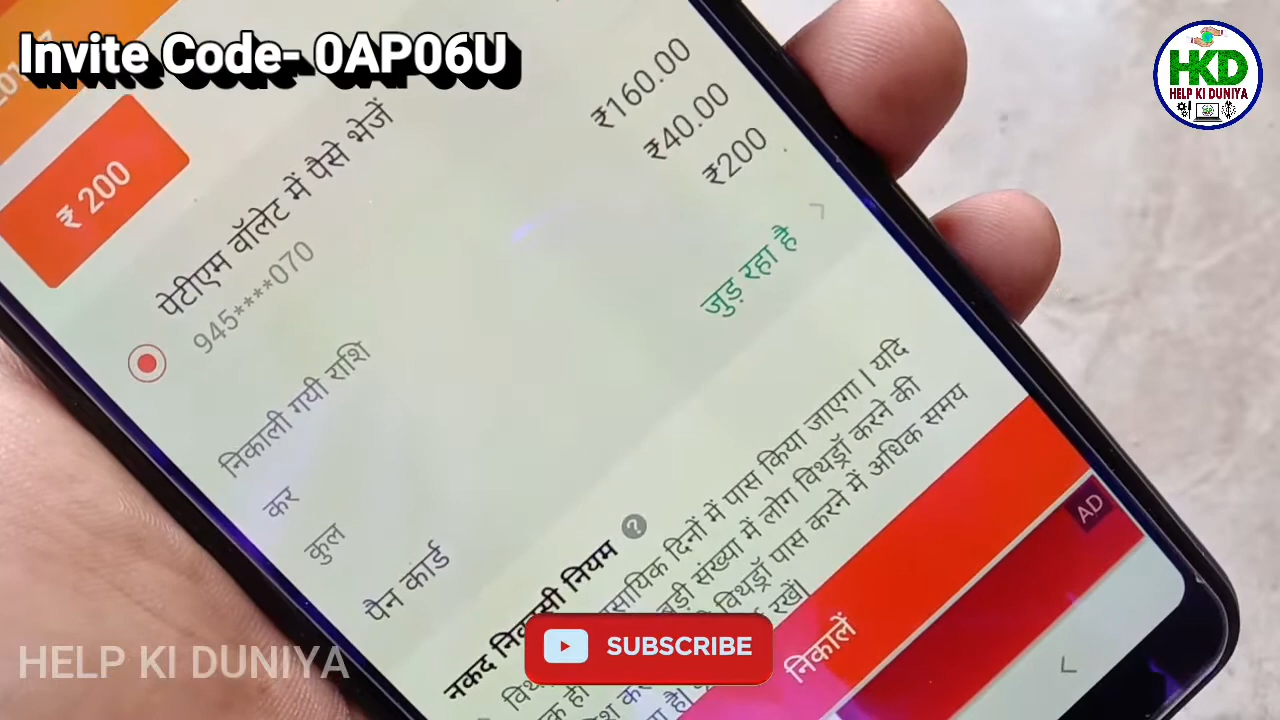 Invite Code- 0AP06U
HKD
HELP KI DUNIYA
₹ 200
पेटीएम वॉलेट में पैसे भेजें
945****070
निकाली गयी राशि
₹160.00
कर
₹40.00
कुल
₹200
पैन कार्ड
जुड़ रहा है
नकद निकासी नियम
दिनों में पास किया जाएगा | यदि
बड़ी संख्या में लोग विथड्रॉ करने की
विथड्रॉ पास करने में अधिक समय
रखें|
निकालें
AD
SUBSCRIBE
HELP KI DUNIYA